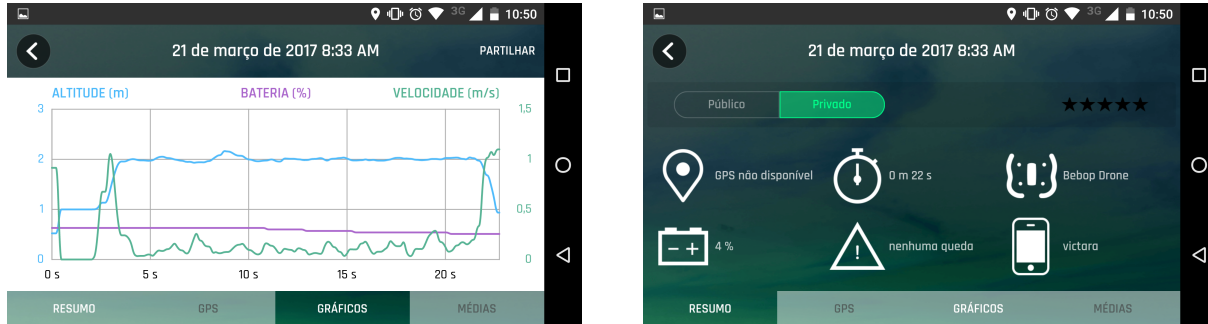 3G 10:50
21 de março de 2017 8:33 AM
PARTILHAR
ALTITUDE (m) BATERIA (%) VELOCIDADE (m/s)
3 1,5
2 1
1 0,5
0
0 s 5 s 10 s 15 s 20 s
RESUMO GPS GRÁFICOS MÉDIAS
3G 10:50
21 de março de 2017 8:33 AM
Público Privado
GPS não disponível 0 m 22 s Bebop Drone
4 % nenhuma queda victara
RESUMO GPS GRÁFICOS MÉDIAS